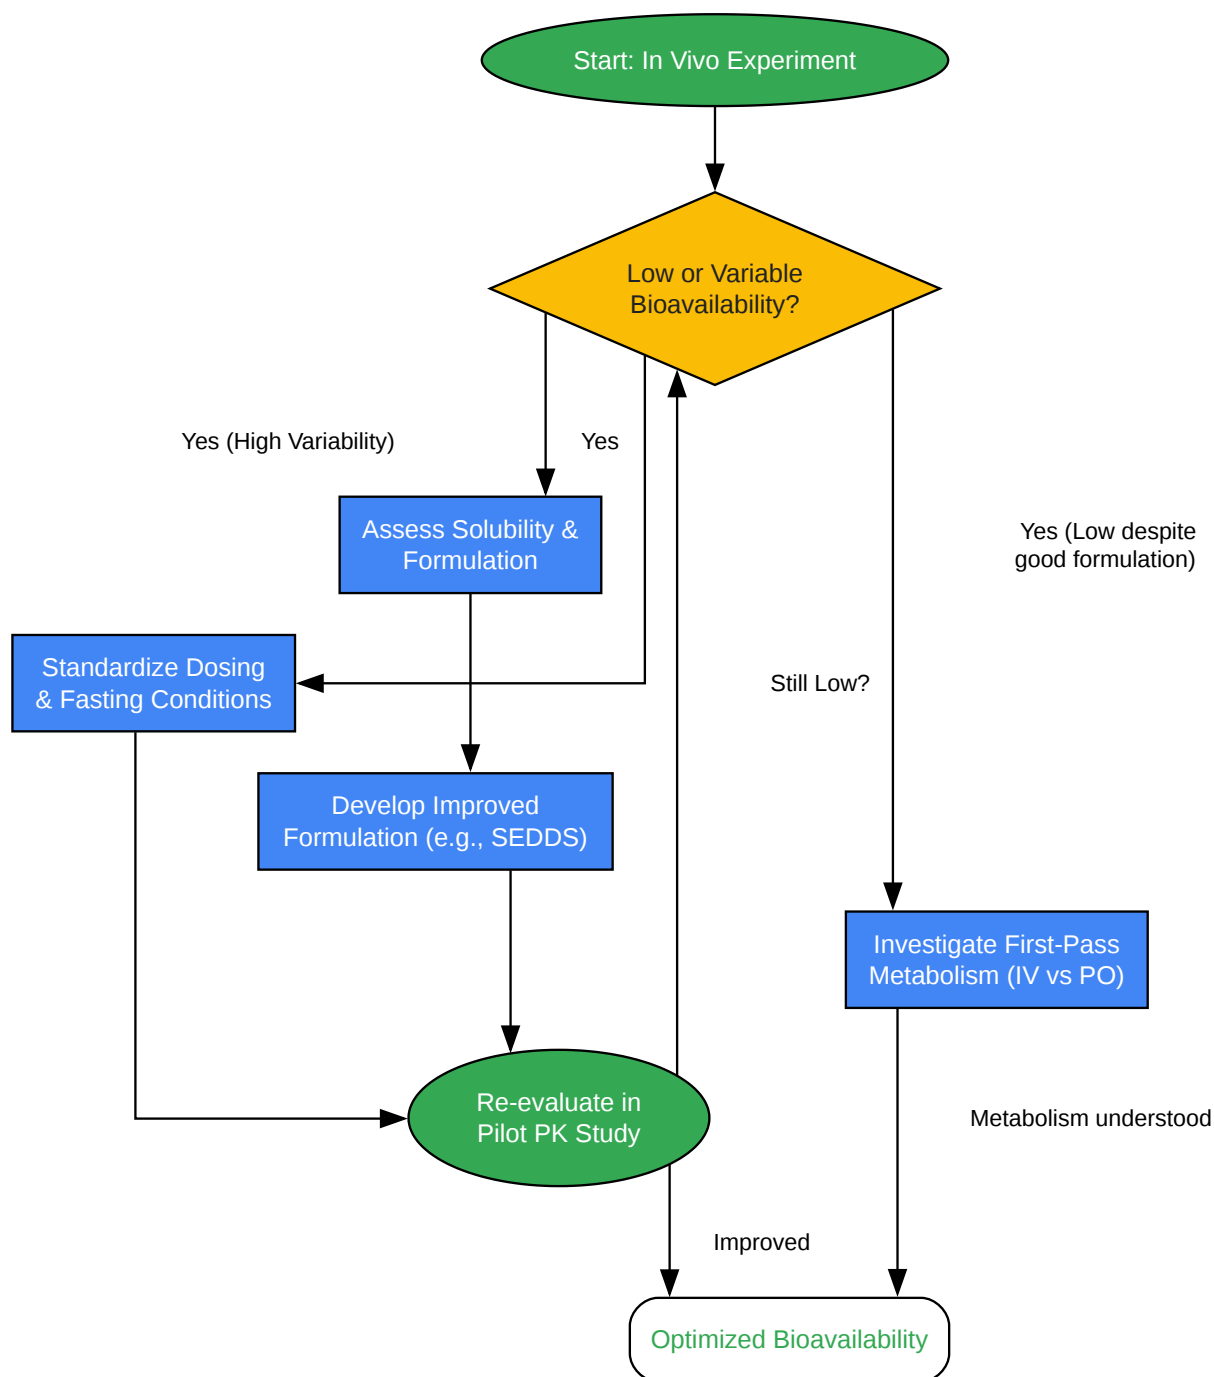 Start: In Vivo Experiment
Low or Variable
Bioavailability?
Yes (High Variability)
Yes
Assess Solubility &
Formulation
Yes (Low despite
good formulation)
Standardize Dosing
& Fasting Conditions
Still Low?
Develop Improved
Formulation (e.g., SEDDS)
Investigate First-Pass
Metabolism (IV vs PO)
Re-evaluate in
Pilot PK Study
Metabolism understood
Improved
Optimized Bioavailability